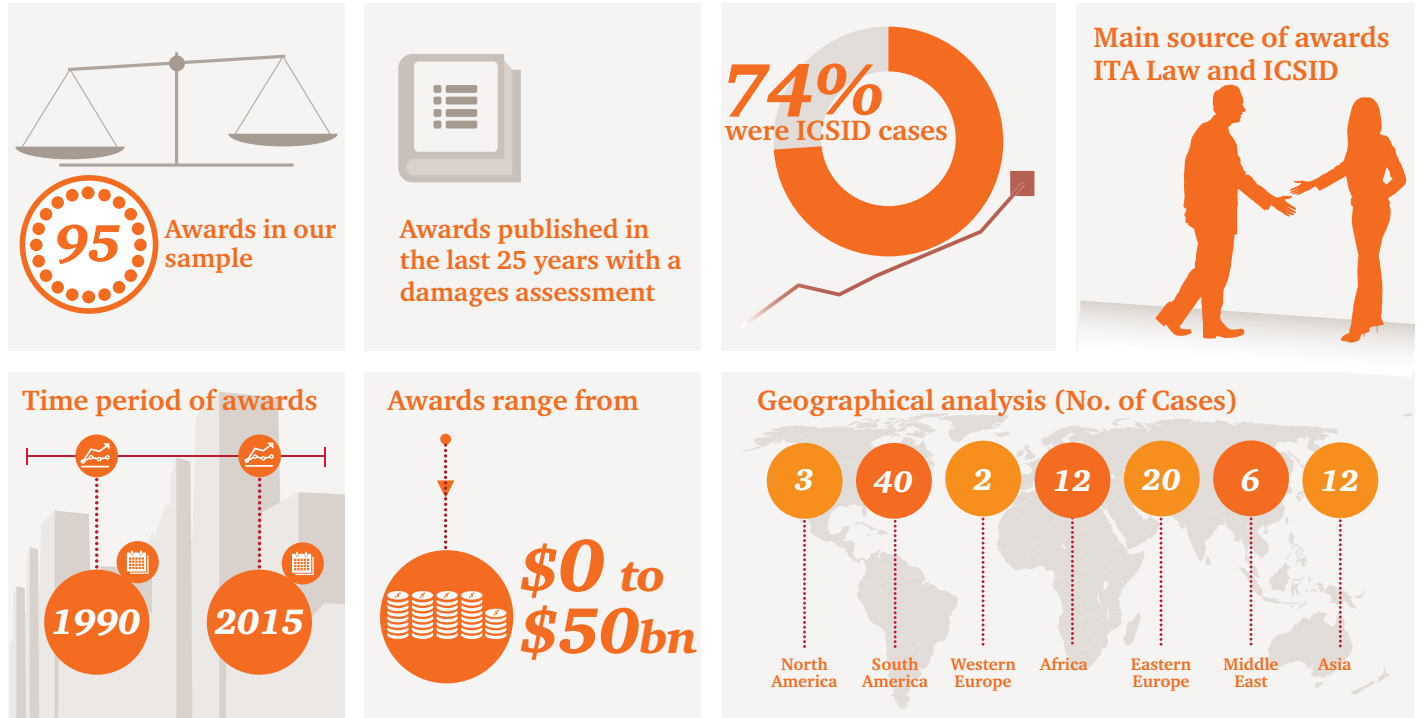 95
Awards in our
sample
Awards published in
the last 25 years with a
damages assessment
74%
were ICSID cases
Main source of awards
ITA Law and ICSID
Time period of awards
1990
2015
Awards range from
$0 to
$50bn
Geographical analysis (No. of Cases)
3
40
2
12
20
6
12
North
America
South
America
Western
Europe
Africa
Eastern
Europe
Middle
East
Asia